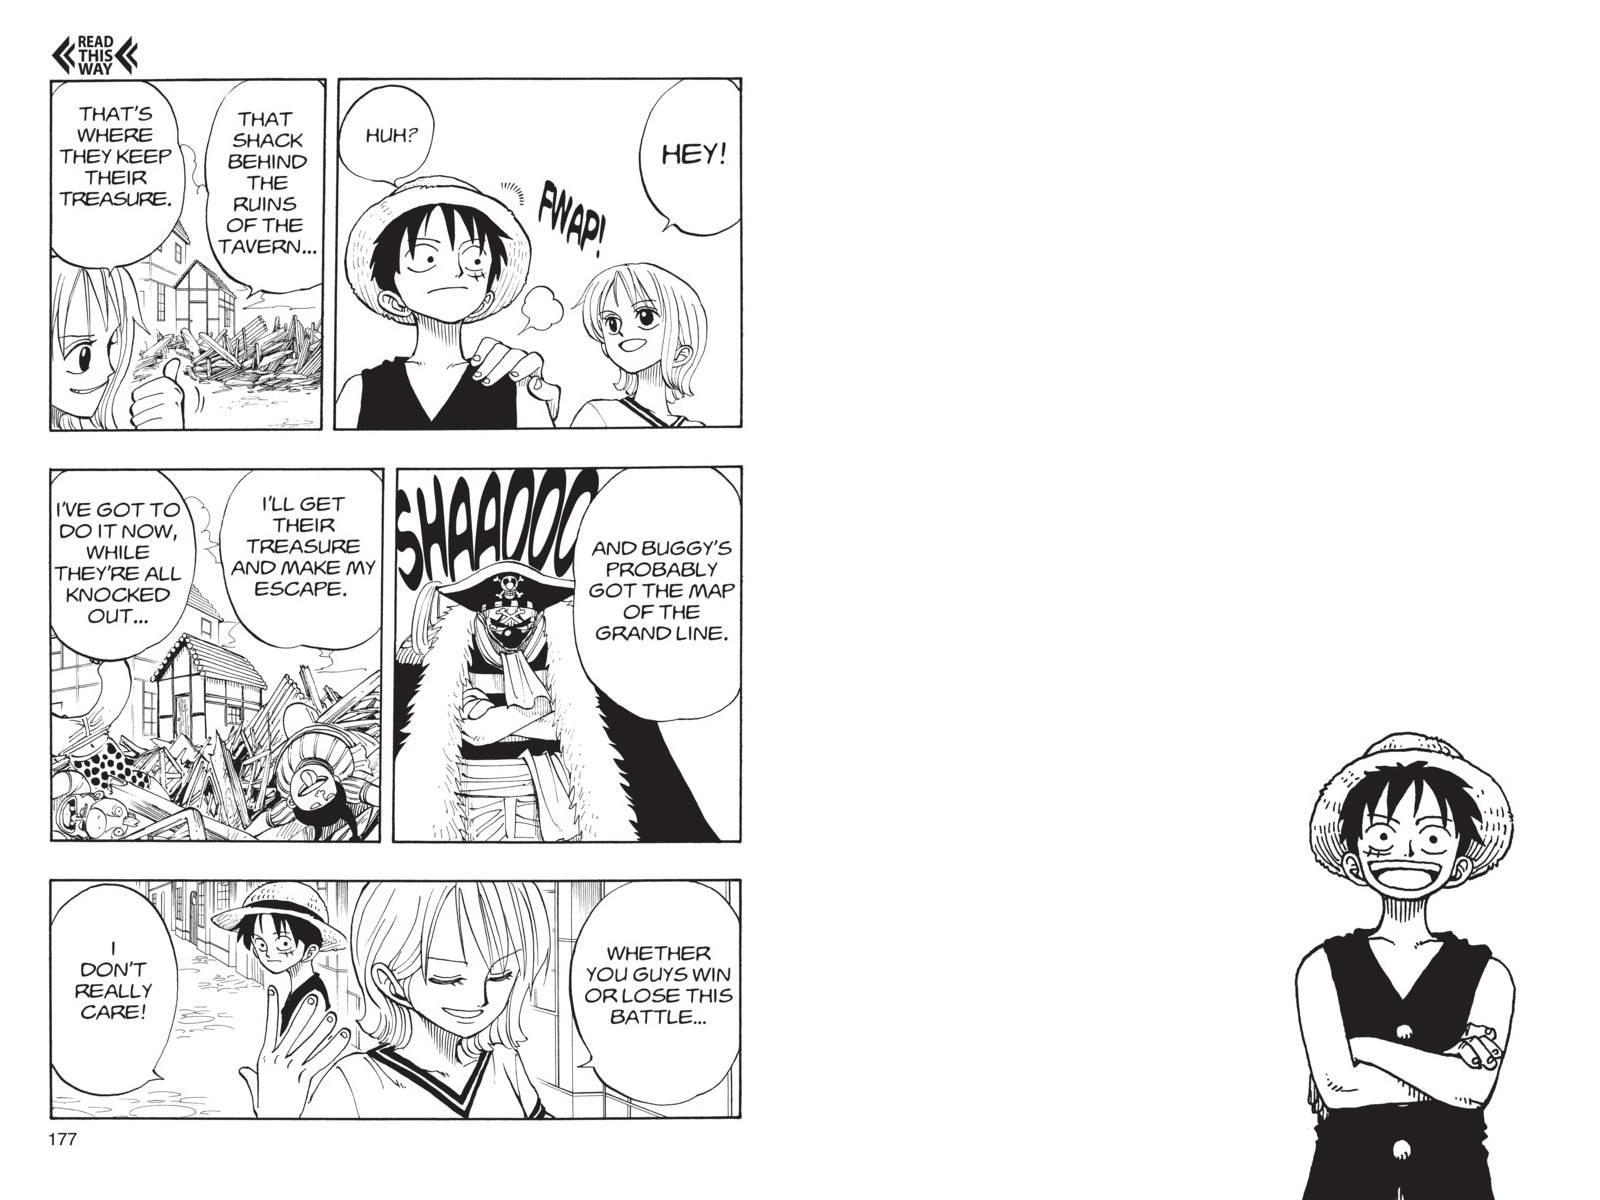 READ
THIS
WAY
HEY!
FWAP!
HUH?
THAT
SHACK
BEHIND
THE
RUINS
OF THE
TAVERN...
THAT'S
WHERE
THEY KEEP
THEIR
TREASURE.
AND BUGGY'S
PROBABLY
GOT THE MAP
OF THE
GRAND LINE.
SHAAOOO
I'LL GET
THEIR
TREASURE
AND MAKE MY
ESCAPE.
I'VE GOT TO
DO IT NOW,
WHILE
THEY'RE ALL
KNOCKED
OUT...
WHETHER
YOU GUYS WIN
OR LOSE THIS
BATTLE...
I
DON'T
REALLY
CARE!
177